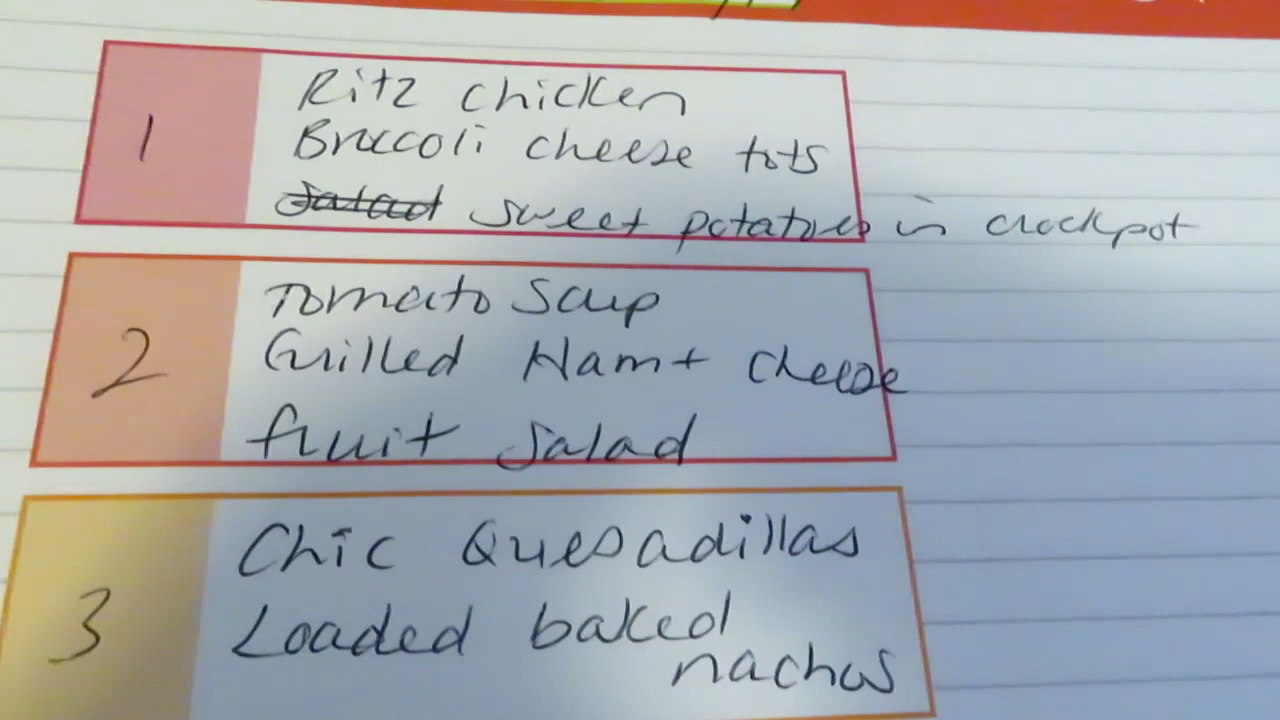 1
Ritz chicken
Broccoli cheese tots
salad sweet potatoes in crockpot
2
Tomato Soup
Grilled Ham + Cheese
fruit salad
3
Chic Quesadillas
Loaded baked
nachos